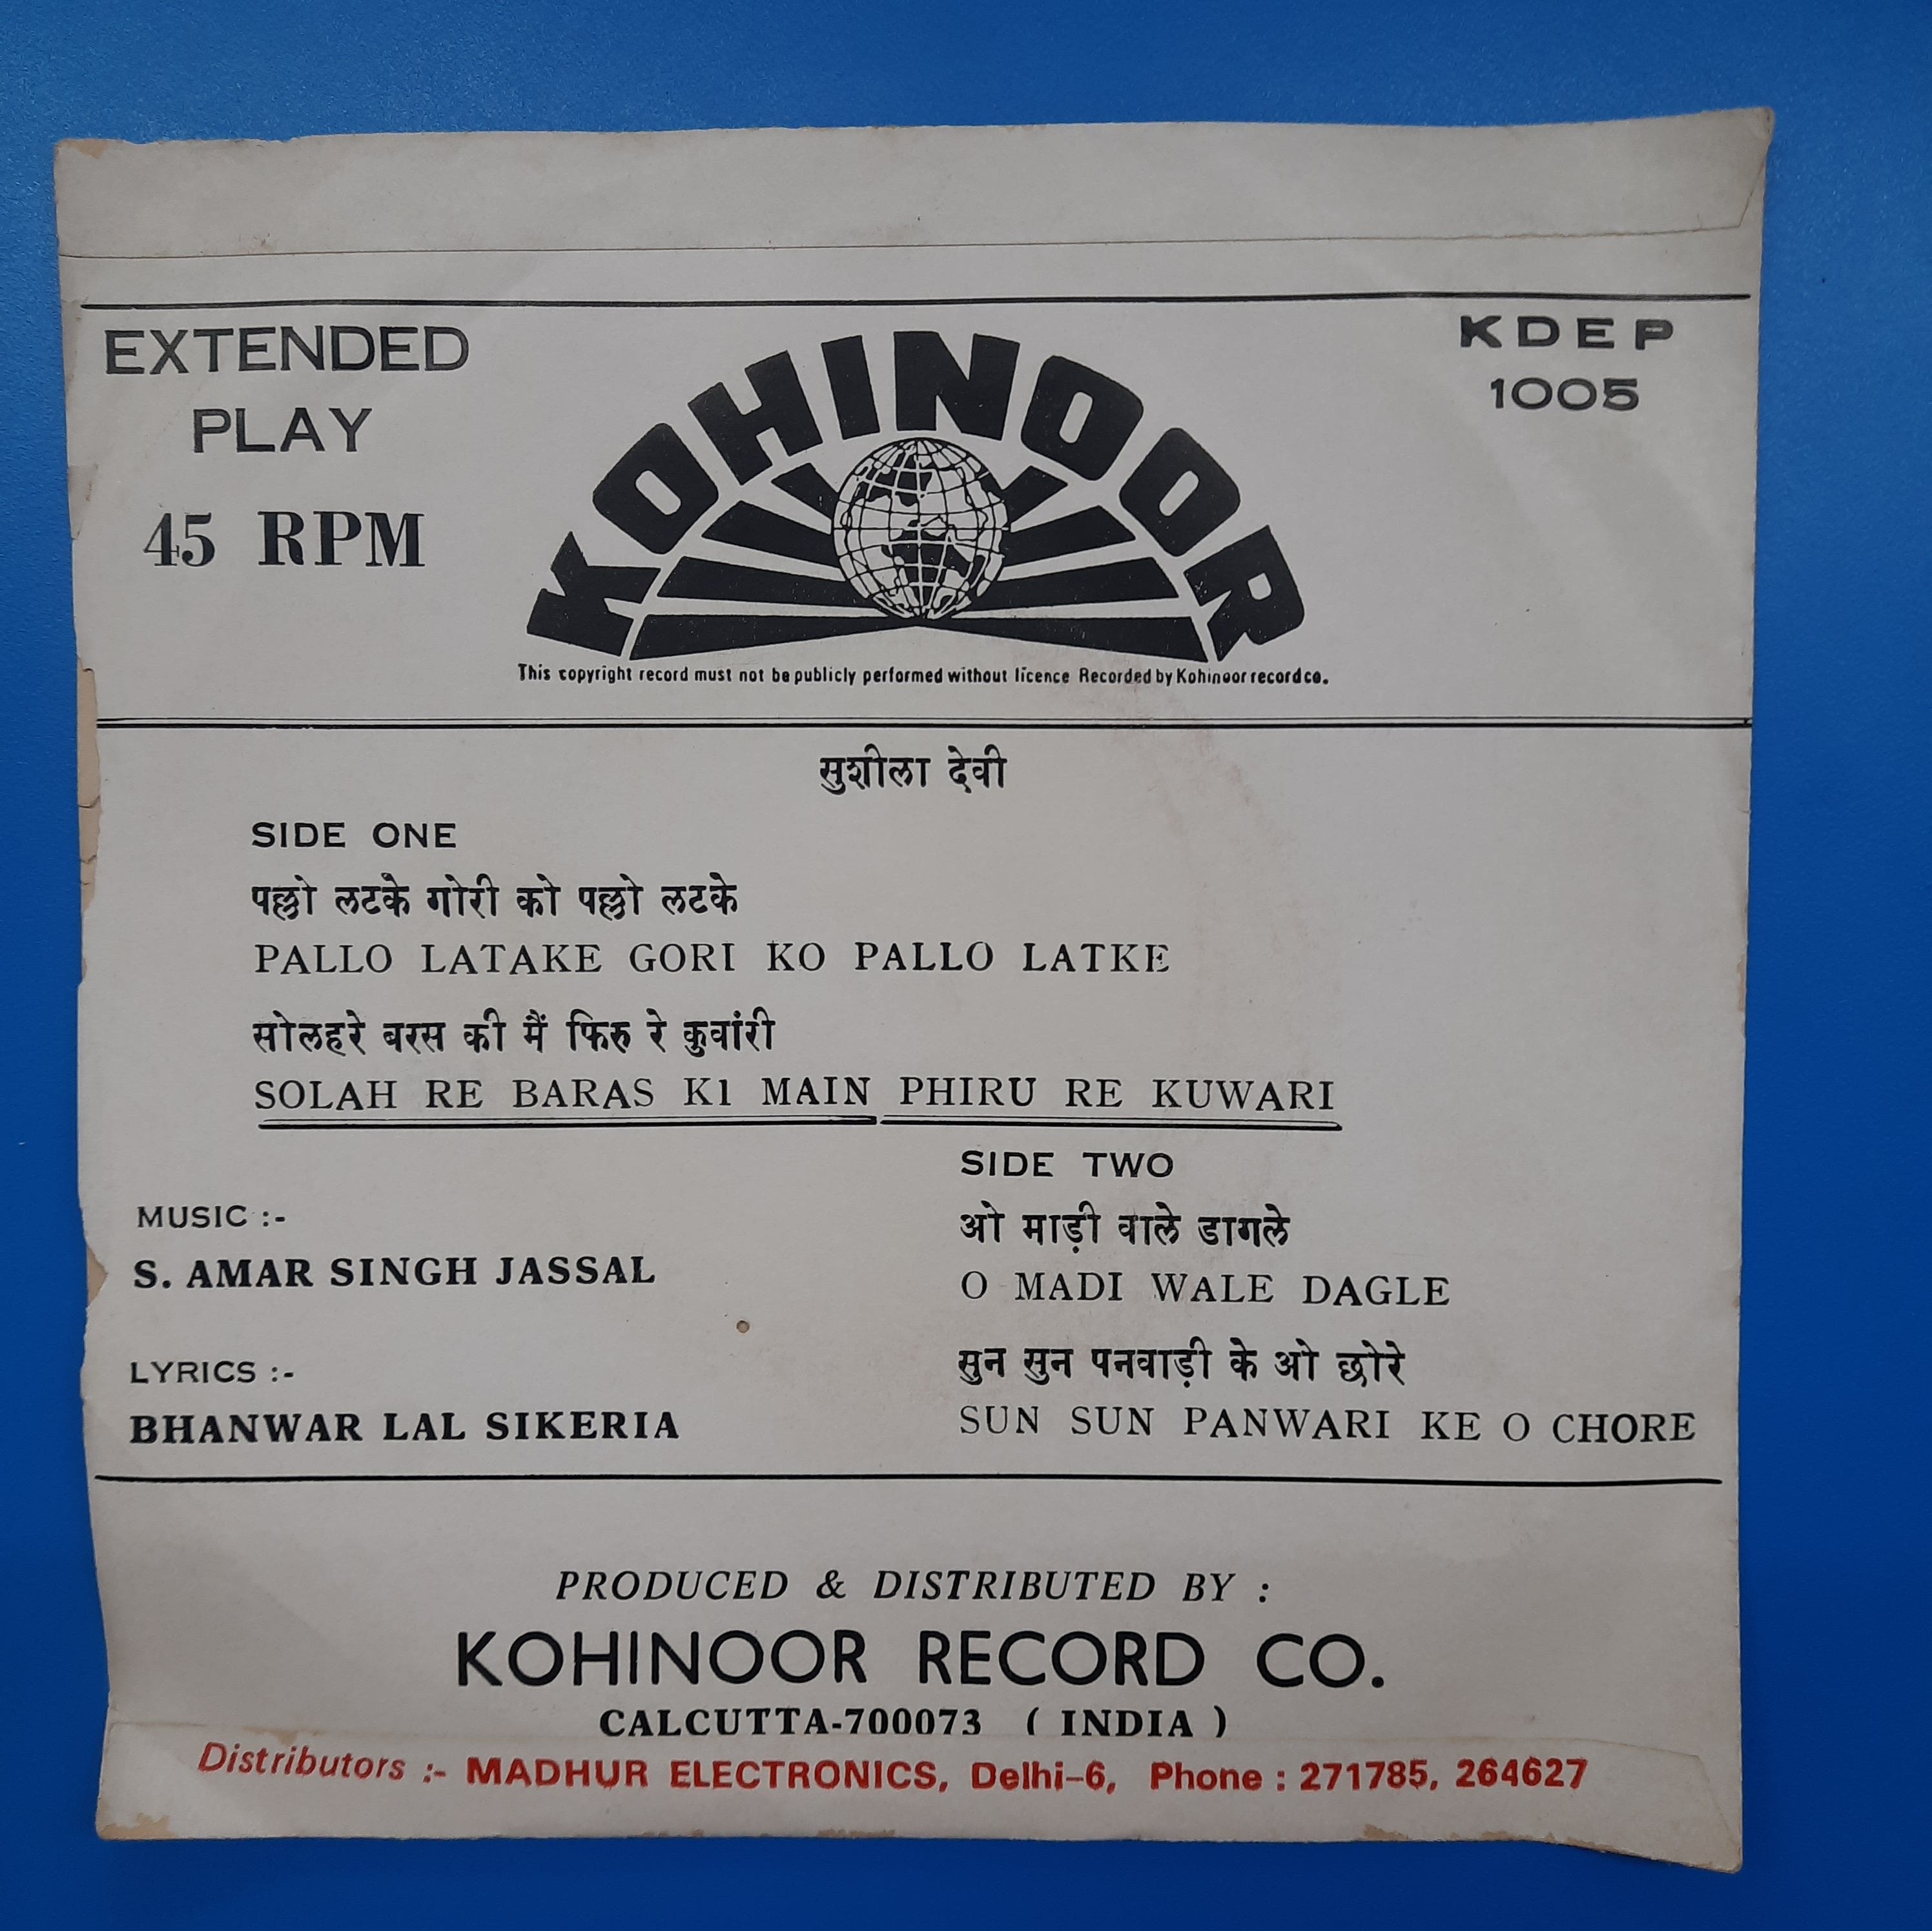 EXTENDED
PLAY
45 RPM
KOHINOOR
KDEP
1005
This copyright record must not be publicly performed without licence Recorded by Kohinoor record co.
सुशीला देवी
SIDE ONE
पल्लो लटके गोरी को पल्लो लटके
PALLO LATAKE GORI KO PALLO LATKE
सोलहरे बरस की मैं फिरु रे कुवांरी
SOLAH RE BARAS KI MAIN PHIRU RE KUWARI
MUSIC :-
S. AMAR SINGH JASSAL
LYRICS :-
BHANWAR LAL SIKERIA
SIDE TWO
ओ माड़ी वाले डागले
O MADI WALE DAGLE
सुन सुन पनवाड़ी के ओ छोरे
SUN SUN PANWARI KE O CHORE
PRODUCED & DISTRIBUTED BY :
KOHINOOR RECORD CO.
CALCUTTA-700073 ( INDIA )
Distributors :- MADHUR ELECTRONICS, Delhi-6, Phone : 271785, 264627